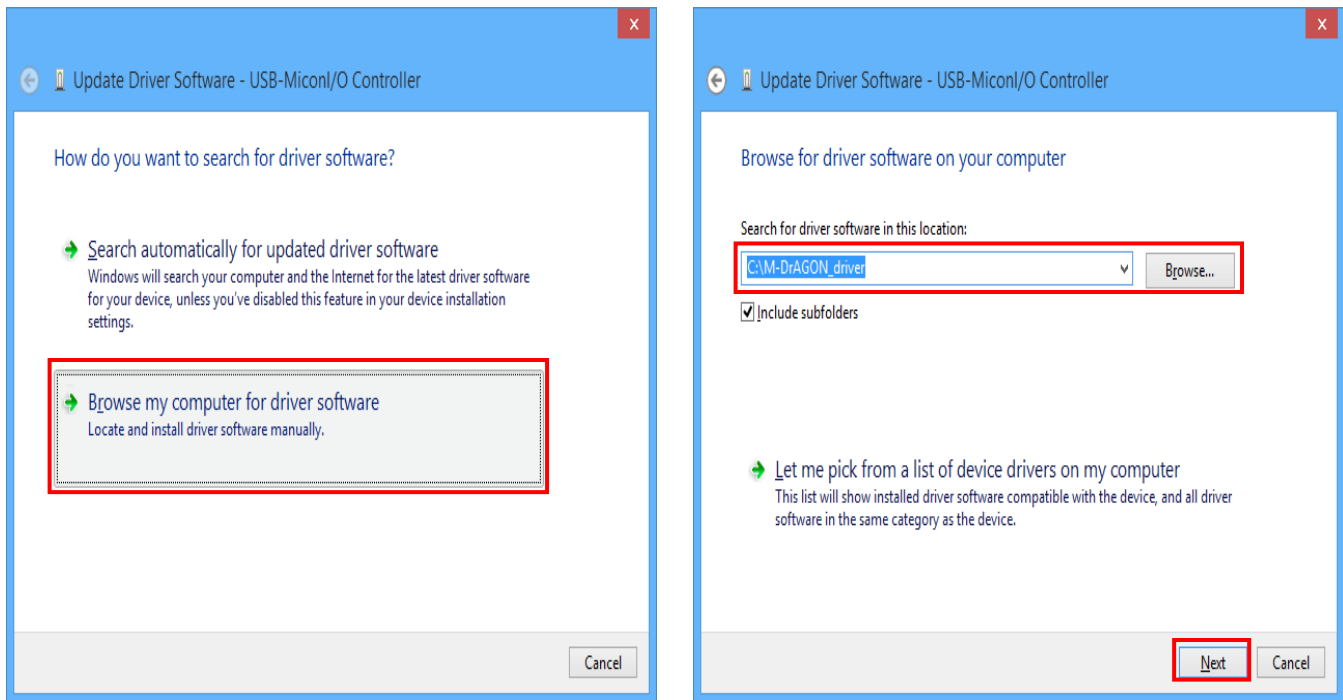 x
Update Driver Software - USB-MiconI/O Controller
How do you want to search for driver software?
Search automatically for updated driver software
Windows will search your computer and the Internet for the latest driver software
for your device, unless you've disabled this feature in your device installation
settings.
Browse my computer for driver software
Locate and install driver software manually.
Cancel
x
Update Driver Software - USB-MiconI/O Controller
Browse for driver software on your computer
Search for driver software in this location:
C:\M-DrAGON_driver
Browse...
Include subfolders
Let me pick from a list of device drivers on my computer
This list will show installed driver software compatible with the device, and all driver
software in the same category as the device.
Next
Cancel